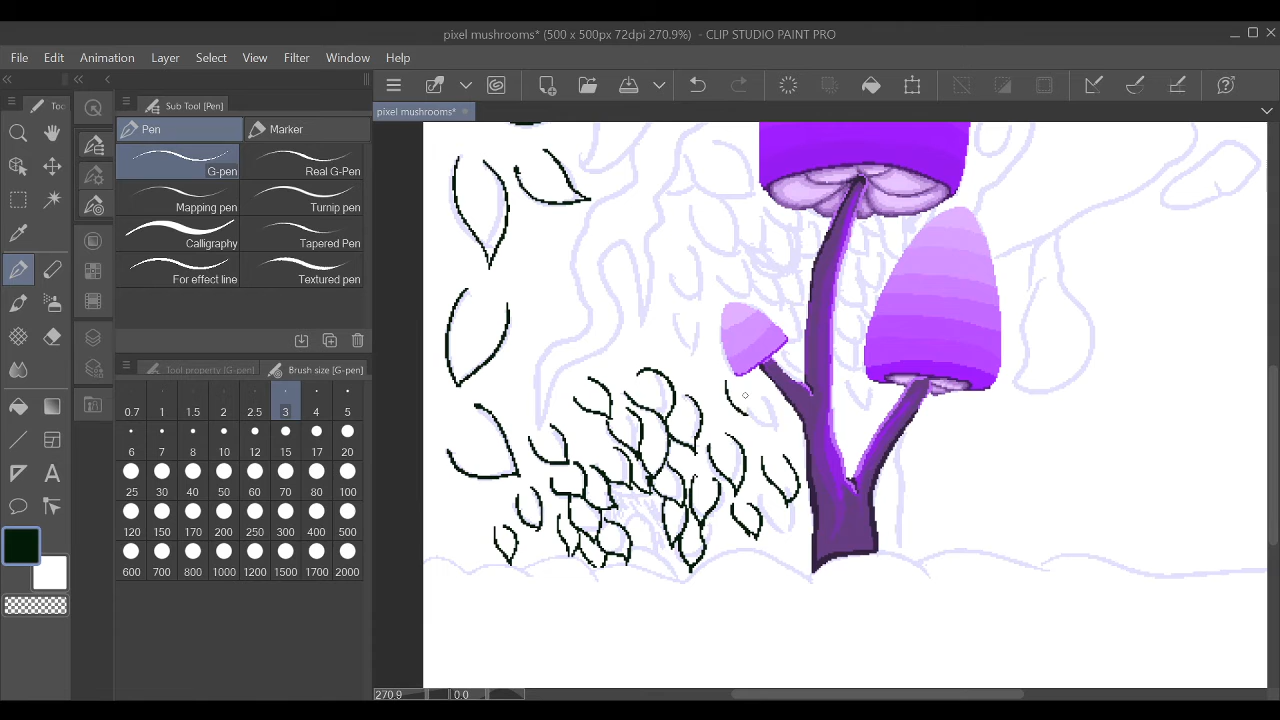 pixel mushrooms* (500 x 500px 72dpi 270.9%) - CLIP STUDIO PAINT PRO
File Edit Animation Layer Select View Filter Window Help
Too Sub Tool [Pen] pixel mushrooms*
Pen Marker
G-pen Real G-Pen
Mapping pen Turnip pen
Calligraphy Tapered Pen
For effect line Textured pen
Tool property [G-pen] Brush size [G-pen]
0.7 1 1.5 2 2.5 3 4 5
6 7 8 10 12 15 17 20
25 30 40 50 60 70 80 100
120 150 170 200 250 300 400 500
600 700 800 1000 1200 1500 1700 2000
270.9 0.0